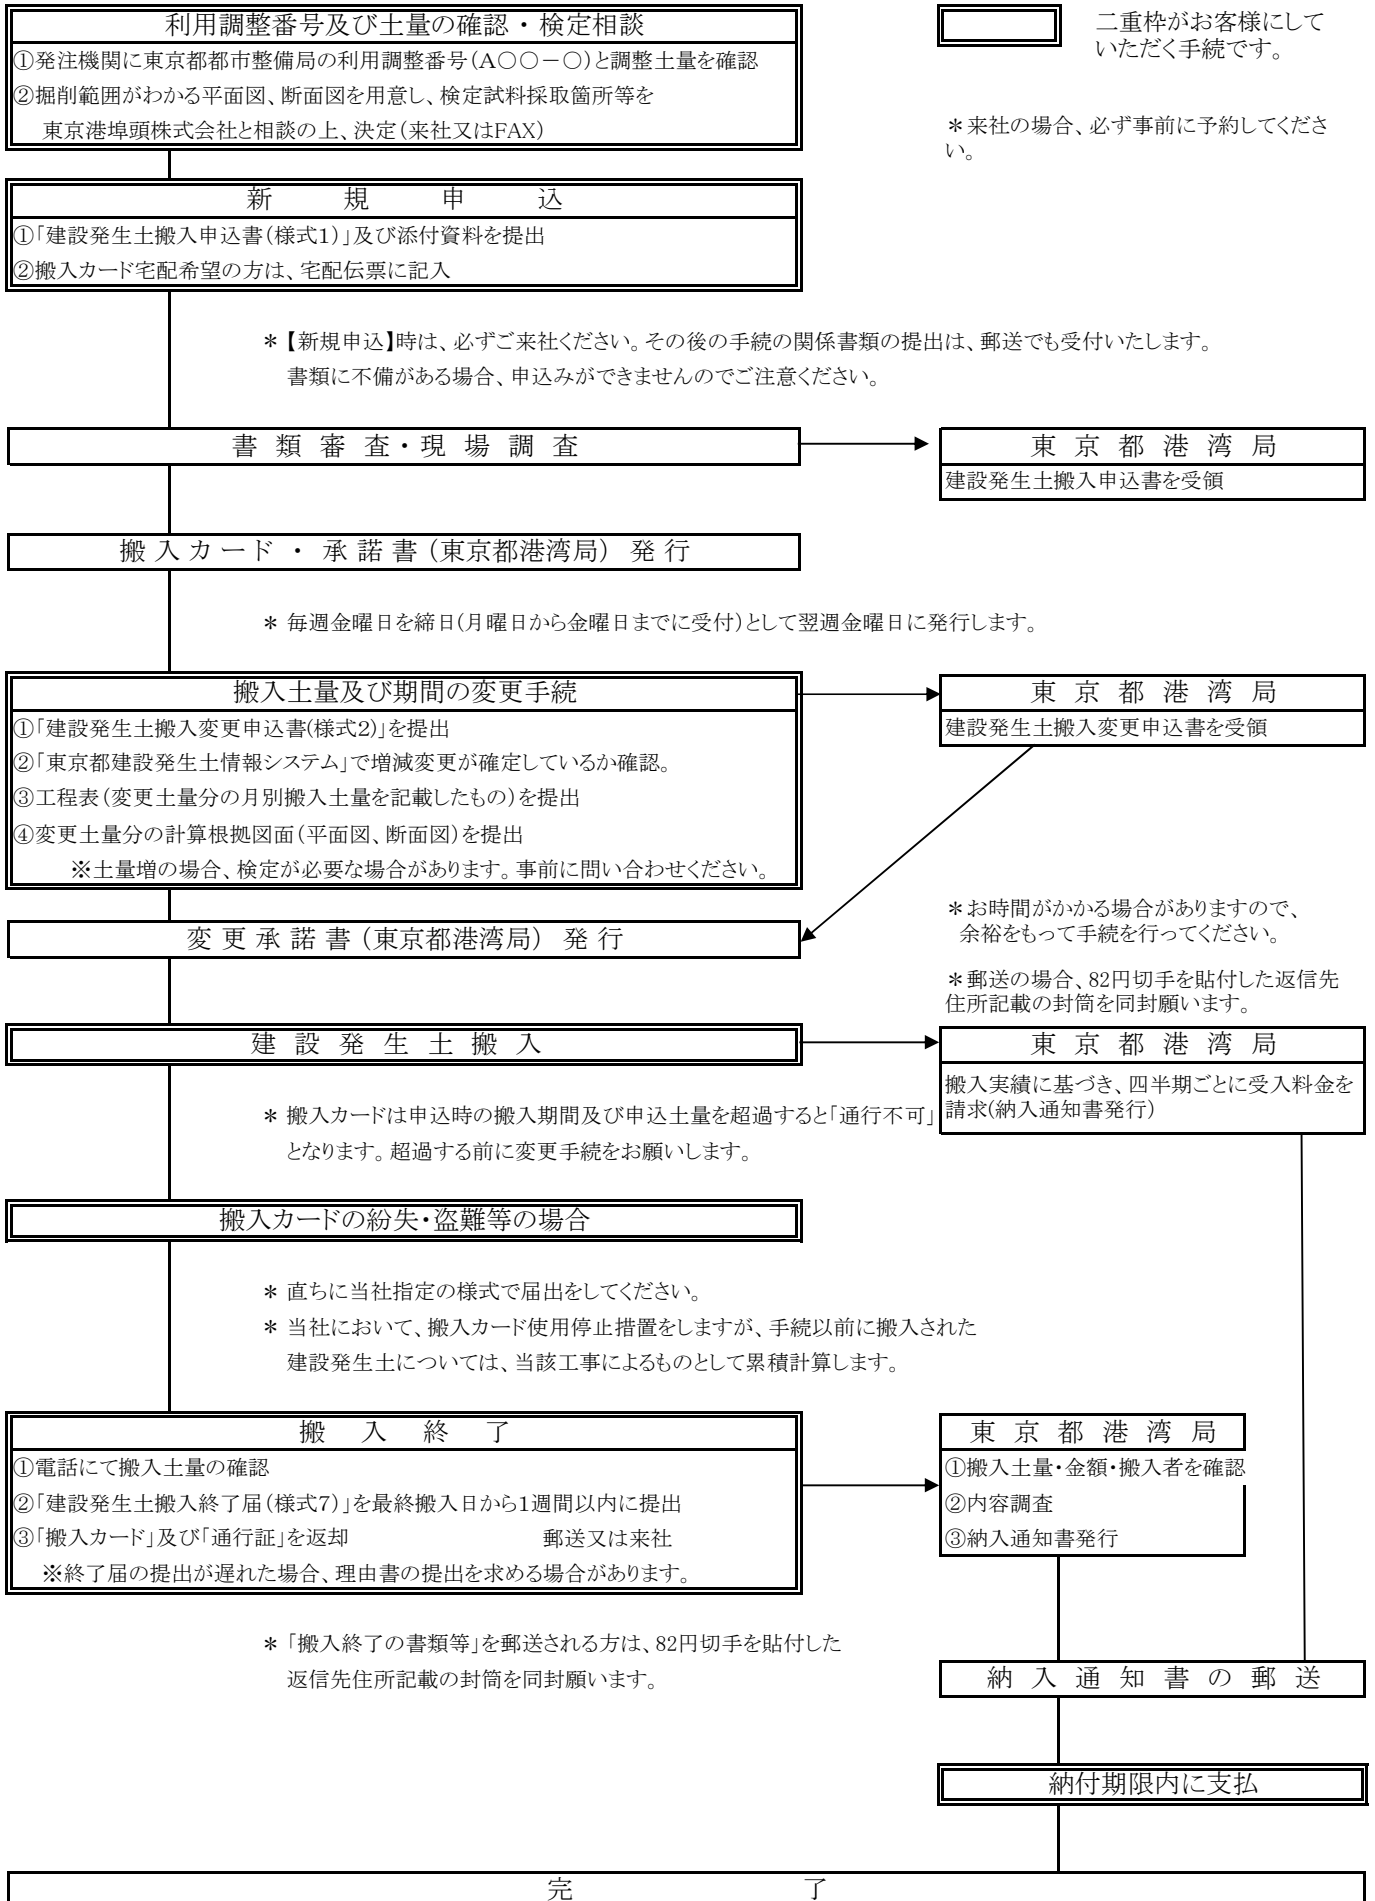 利用調整番号及び土量の確認・検定相談
①発注機関に東京都都市整備局の利用調整番号(A○○－○)と調整土量を確認
②掘削範囲がわかる平面図、断面図を用意し、検定試料採取箇所等を
東京港埠頭株式会社と相談の上、決定(来社又はFAX)
二重枠がお客様にして
いただく手続です。
＊来社の場合、必ず事前に予約してくださ
い。
新規申込
①「建設発生土搬入申込書(様式1)」及び添付資料を提出
②搬入カード宅配希望の方は、宅配伝票に記入
＊【新規申込】時は、必ずご来社ください。その後の手続の関係書類の提出は、郵送でも受付いたします。
書類に不備がある場合、申込みができませんのでご注意ください。
書類審査・現場調査
東京都港湾局
建設発生土搬入申込書を受領
搬入カード・承諾書(東京都港湾局) 発行
＊ 毎週金曜日を締日(月曜日から金曜日までに受付)として翌週金曜日に発行します。
搬入土量及び期間の変更手続
①「建設発生土搬入変更申込書(様式2)」を提出
②「東京都建設発生土情報システム」で増減変更が確定しているか確認。
③工程表(変更土量分の月別搬入土量を記載したもの)を提出
④変更土量分の計算根拠図面(平面図、断面図)を提出
※土量増の場合、検定が必要な場合があります。事前に問い合わせください。
東京都港湾局
建設発生土搬入変更申込書を受領
変更承諾書(東京都港湾局) 発行
＊お時間がかかる場合がありますので、
余裕をもって手続を行ってください。
＊郵送の場合、82円切手を貼付した返信先
住所記載の封筒を同封願います。
建設発生土搬入
東京都港湾局
搬入実績に基づき、四半期ごとに受入料金を
請求(納入通知書発行)
＊ 搬入カードは申込時の搬入期間及び申込土量を超過すると「通行不可」
となります。超過する前に変更手続をお願いします。
搬入カードの紛失・盗難等の場合
＊ 直ちに当社指定の様式で届出をしてください。
＊ 当社において、搬入カード使用停止措置をしますが、手続以前に搬入された
建設発生土については、当該工事によるものとして累積計算します。
搬入終了
①電話にて搬入土量の確認
②「建設発生土搬入終了届(様式7)」を最終搬入日から1週間以内に提出
③「搬入カード」及び「通行証」を返却 郵送又は来社
※終了届の提出が遅れた場合、理由書の提出を求める場合があります。
東京都港湾局
①搬入土量・金額・搬入者を確認
②内容調査
③納入通知書発行
＊ 「搬入終了の書類等」を郵送される方は、82円切手を貼付した
返信先住所記載の封筒を同封願います。
納入通知書の郵送
納付期限内に支払
完了